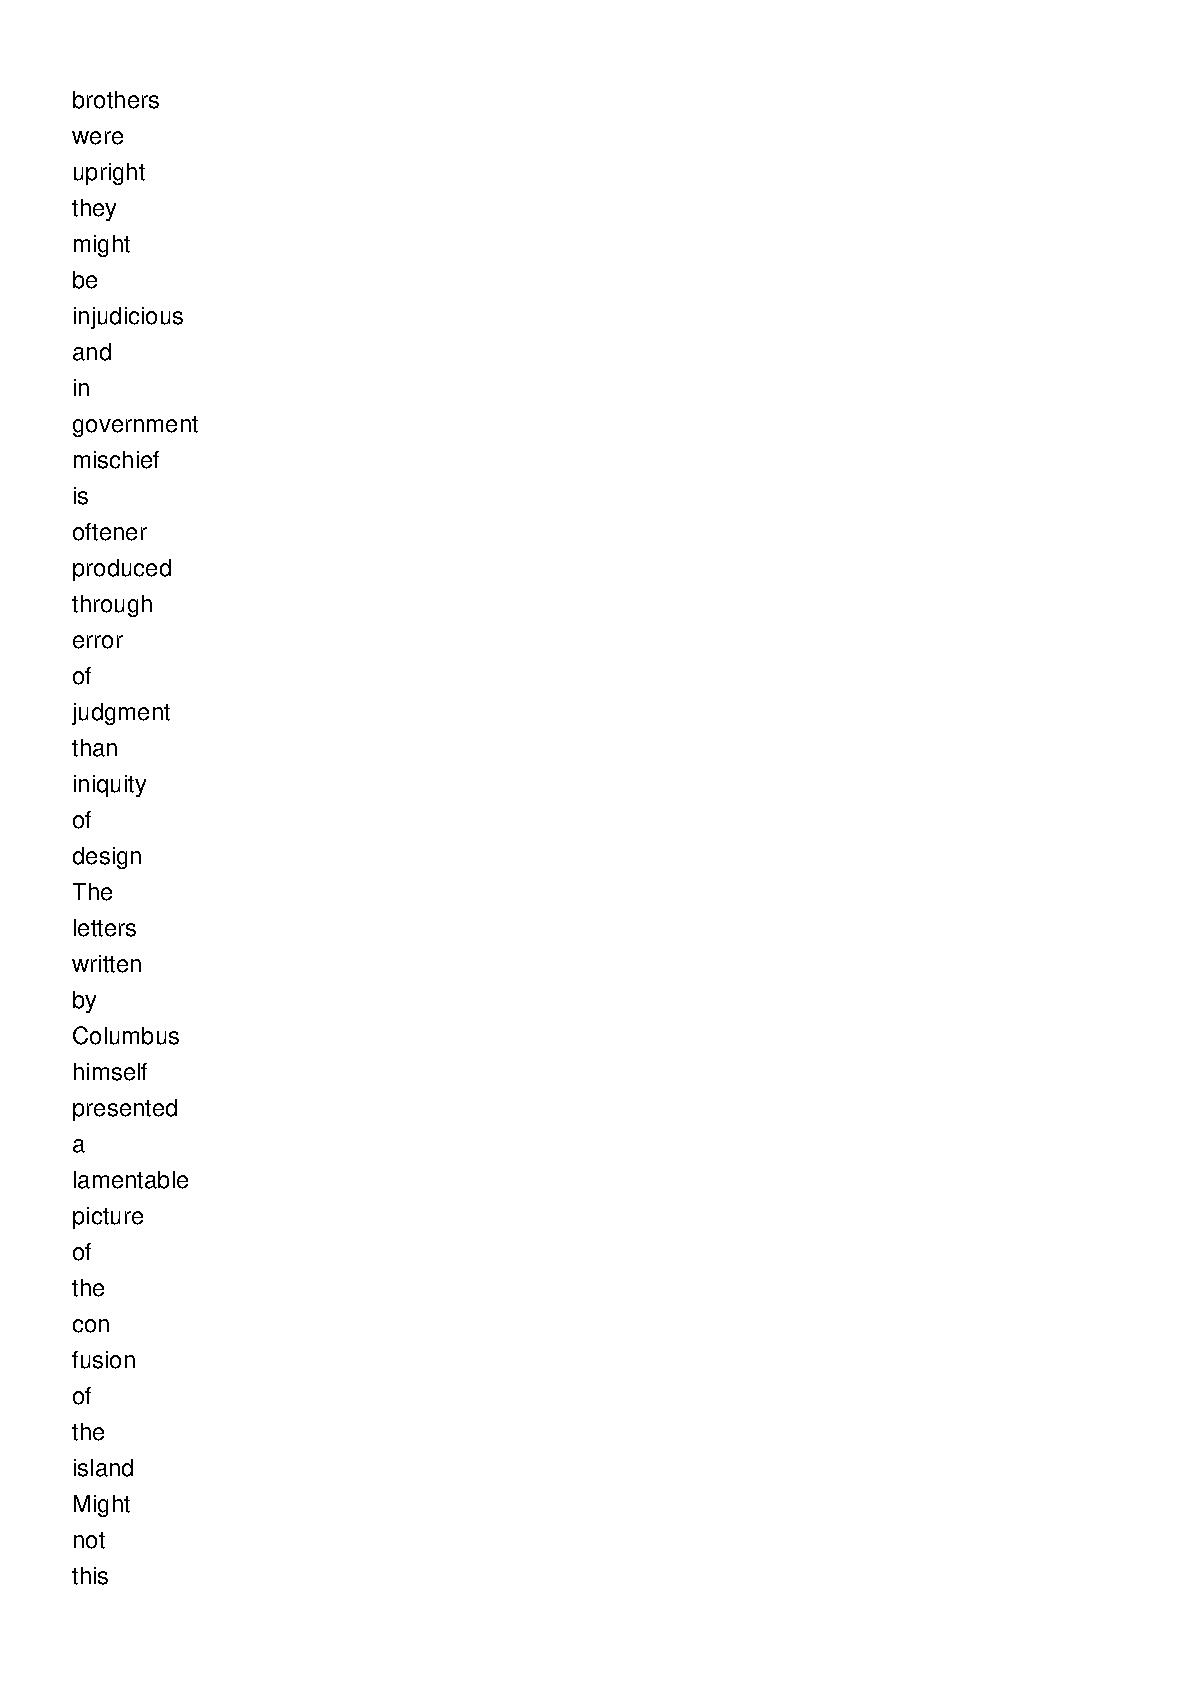 brothers
were
upright
they
might
be
injudicious
and
in
government
mischief
is
oftener
produced
through
error
of
judgment
than
iniquity
of
design
The
letters
written
by
Columbus
himself
presented
a
lamentable
picture
of
the
con
fusion
of
the
island
Might
not
this